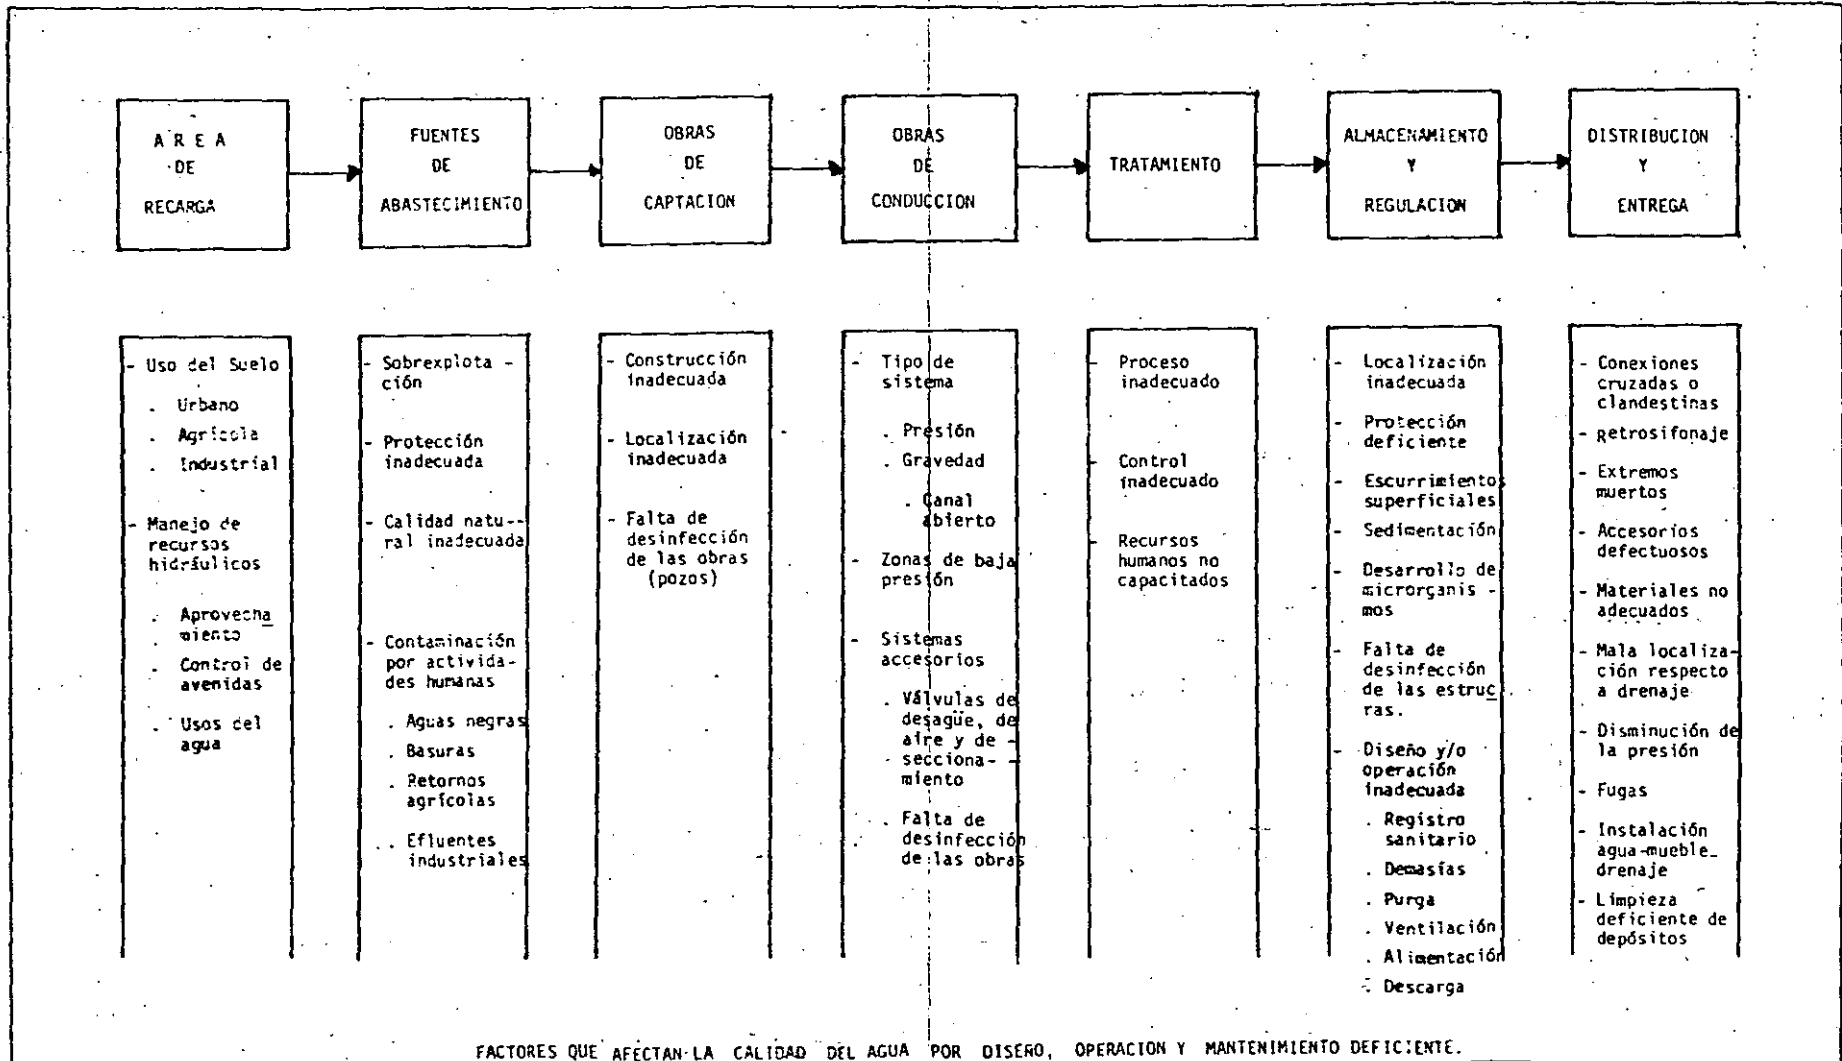 A R E A
DE
RECARGA
FUENTES
DE
ABASTECIMIENTO
OBRAS
DE
CAPTACION
OBRAS
DE
CONDUCCION
TRATAMIENTO
ALMACENAMIENTO
Y
REGULACION
DISTRIBUCION
Y
ENTREGA
- Uso del Suelo
. Urbano
. Agrícola
. Industrial
- Manejo de
recursos
hidráulicos
. Aprovecha
miento
. Control de
avenidas
. Usos del
agua
- Sobrexplota -
ción
- Protección
inadecuada
- Calidad natu--
ral inadecuada
- Contaminación
por activida-
des humanas
. Aguas negras
. Basuras
. Retornos
agrícolas
. Efluentes
industriales
- Construcción
inadecuada
- Localización
inadecuada
- Falta de
desinfección
de las obras
(pozos)
- Tipo de
sistema
. Presión
. Gravedad
. Canal
abierto
- Zonas de baja
presión
- Sistemas
accesorios
. Válvulas de
desagüe, de
aire y de -
secciona- -
miento
. Falta de
desinfección
de las obras
- Proceso
inadecuado
- Control
inadecuado
- Recursos
humanos no
capacitados
- Localización
inadecuada
- Protección
deficiente
- Escurrimientos
superficiales
- Sedimentación
- Desarrollo de
microrganis -
mos
- Falta de
desinfección
de las estruc
ras.
- Diseño y/o
operación
inadecuada
. Registro
sanitario
. Demasías
. Purga
. Ventilación
. Alimentación
. Descarga
- Conexiones
cruzadas o
clandestinas
- Retrosifonaje
- Extremos
muertos
- Accesorios
defectuosos
- Materiales no
adecuados
- Mala localiza-
ción respecto
a drenaje
- Disminución de
la presión
- Fugas
- Instalación
agua-mueble
drenaje
- Limpieza
deficiente de
depósitos
FACTORES QUE AFECTAN LA CALIDAD DEL AGUA POR DISEÑO, OPERACION Y MANTENIMIENTO DEFICIENTE.